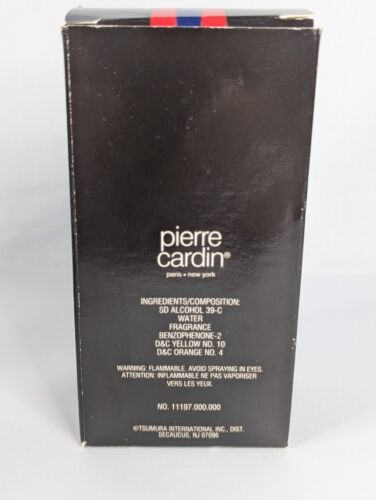 pierre
cardin®
paris • new york
INGREDIENTS/COMPOSITION:
SD ALCOHOL 39-C
WATER
FRAGRANCE
BENZOPHENONE-2
D&C YELLOW NO. 10
D&C ORANGE NO. 4
WARNING: FLAMMABLE. AVOID SPRAYING IN EYES.
ATTENTION: INFLAMMABLE NE PAS VAPORISER
VERS LES YEUX.
NO. 11197.000.000
©TSUMURA INTERNATIONAL INC., DIST.
SECAUCUS, NJ 07096